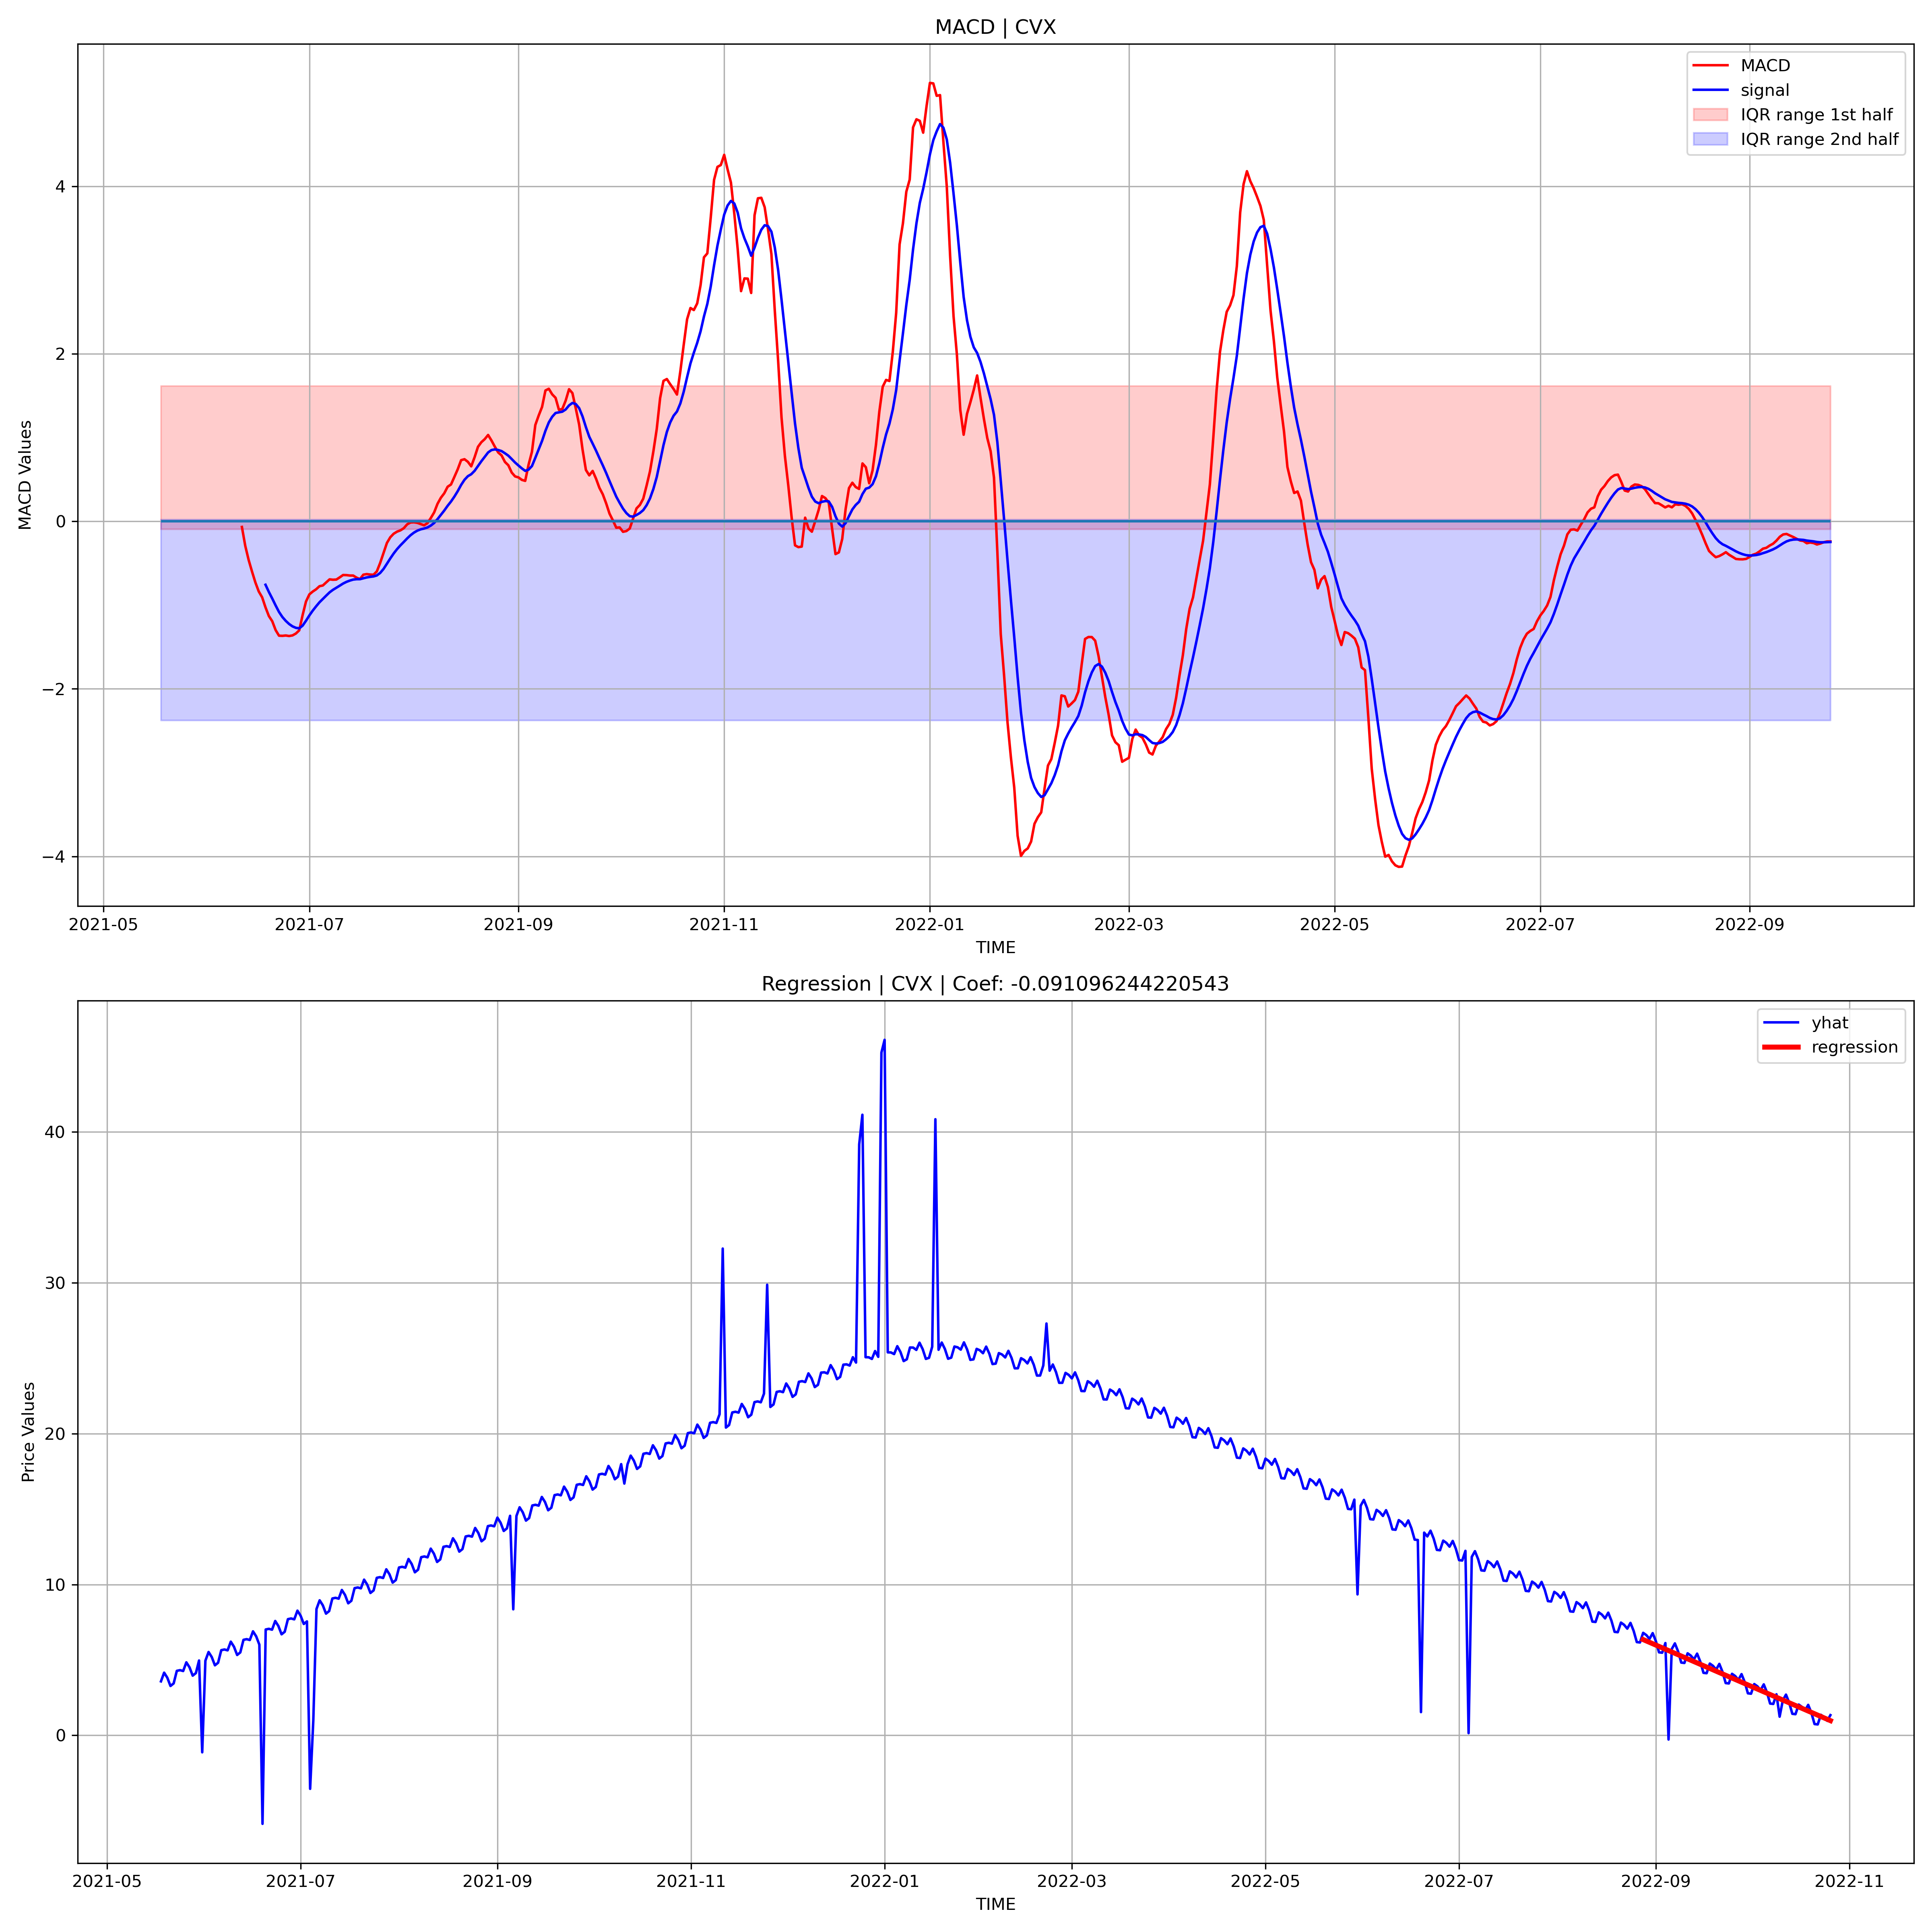 MACD | CVX
MACD
signal
IQR range 1st half
IQR range 2nd half
MACD Values
4
2
0
−2
−4
2021-05 2021-07 2021-09 2021-11 2022-01 2022-03 2022-05 2022-07 2022-09
TIME
Regression | CVX | Coef: -0.091096244220543
yhat
regression
Price Values
40
30
20
10
0
2021-05 2021-07 2021-09 2021-11 2022-01 2022-03 2022-05 2022-07 2022-09 2022-11
TIME